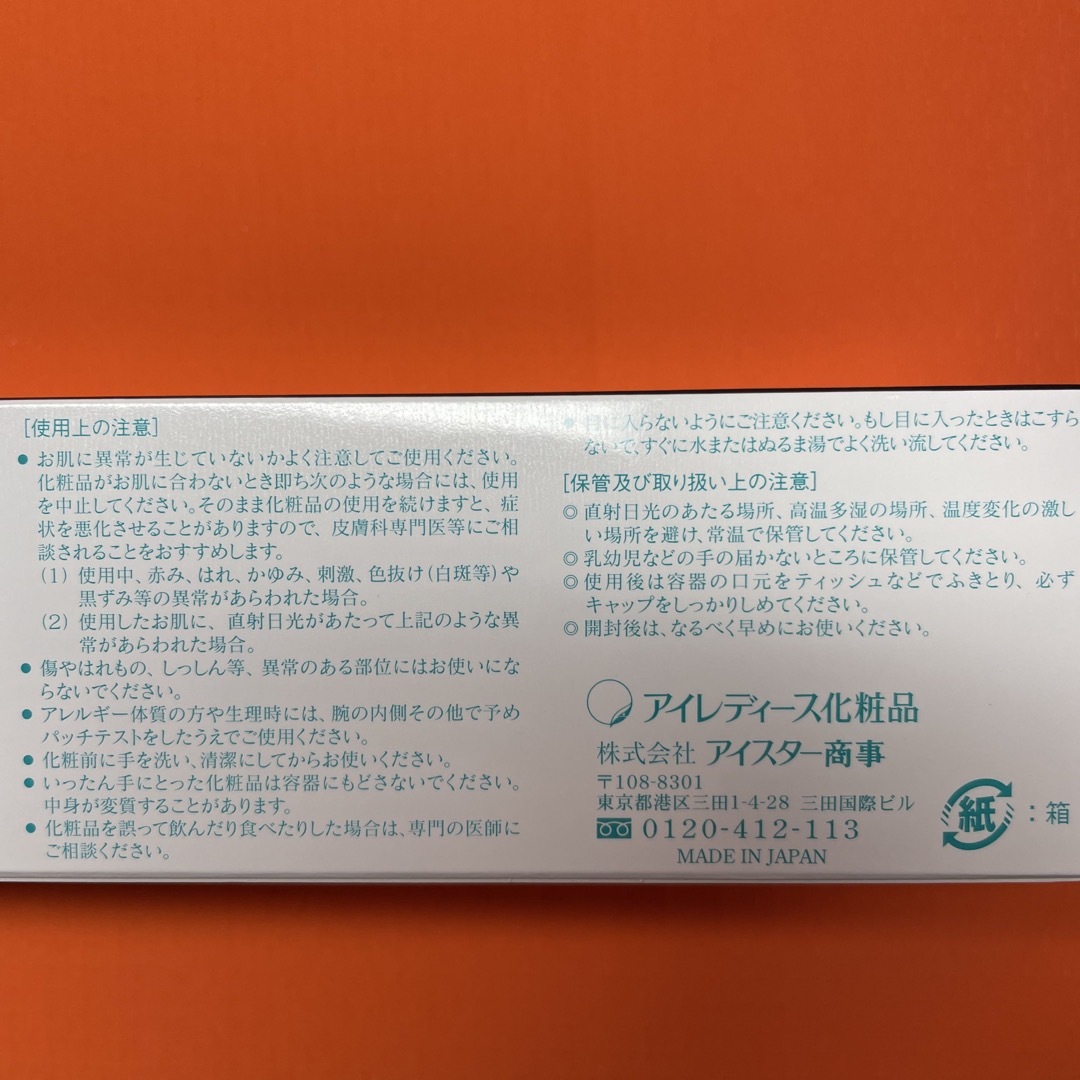 [使用上の注意]
● お肌に異常が生じていないかよく注意してご使用ください。
化粧品がお肌に合わないとき即ち次のような場合には、使用
を中止してください。そのまま化粧品の使用を続けますと、症
状を悪化させることがありますので、皮膚科専門医等にご相
談されることをおすすめします。
(1) 使用中、赤み、はれ、かゆみ、刺激、色抜け(白斑等)や
黒ずみ等の異常があらわれた場合。
(2) 使用したお肌に、直射日光があたって上記のような異
常があらわれた場合。
● 傷やはれもの、しっしん等、異常のある部位にはお使いにな
らないでください。
● アレルギー体質の方や生理時には、腕の内側その他で予め
パッチテストをしたうえでご使用ください。
● 化粧前に手を洗い、清潔にしてからお使いください。
● いったん手にとった化粧品は容器にもどさないでください。
中身が変質することがあります。
● 化粧品を誤って飲んだり食べたりした場合は、専門の医師に
ご相談ください。
● 目に入らないようにご注意ください。もし目に入ったときはこすら
ないで、すぐに水またはぬるま湯でよく洗い流してください。
[保管及び取り扱い上の注意]
◎ 直射日光のあたる場所、高温多湿の場所、温度変化の激し
い場所を避け、常温で保管してください。
◎ 乳幼児などの手の届かないところに保管してください。
◎ 使用後は容器の口元をティッシュなどでふきとり、必ず
キャップをしっかりしめてください。
◎ 開封後は、なるべく早めにお使いください。
アイレディース化粧品
株式会社 アイスター商事
〒108-8301
東京都港区三田1-4-28 三田国際ビル
0120-412-113
MADE IN JAPAN
紙 : 箱